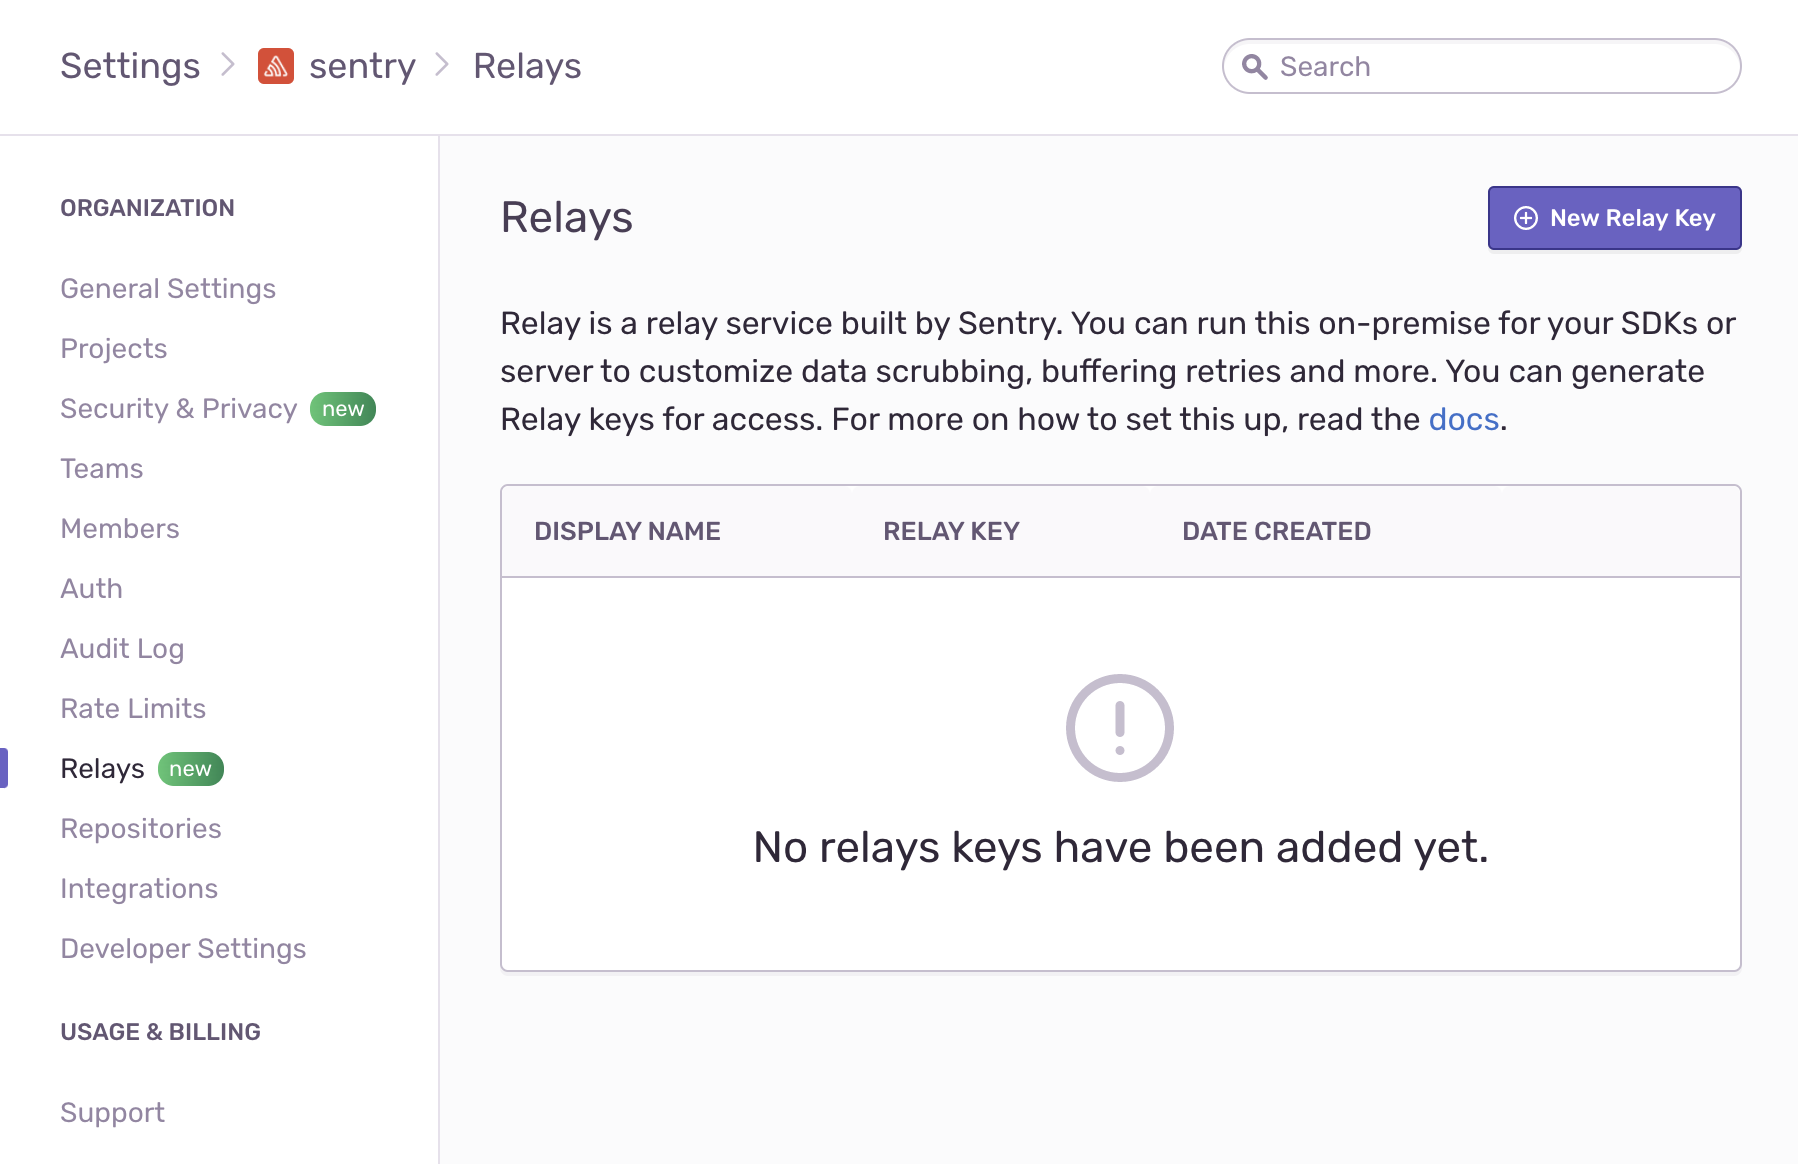 Settings > sentry > Relays
Search
ORGANIZATION
General Settings
Projects
Security & Privacy new
Teams
Members
Auth
Audit Log
Rate Limits
Relays new
Repositories
Integrations
Developer Settings
USAGE & BILLING
Support
Relays
New Relay Key
Relay is a relay service built by Sentry. You can run this on-premise for your SDKs or
server to customize data scrubbing, buffering retries and more. You can generate
Relay keys for access. For more on how to set this up, read the docs.
DISPLAY NAME RELAY KEY DATE CREATED
No relays keys have been added yet.